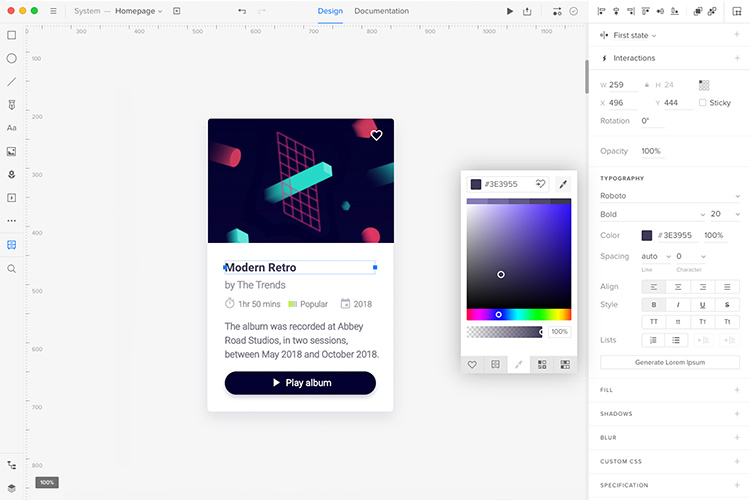 System — Homepage
Design
Documentation
500
600
700
800
900
1000
1100
100
200
300
400
500
600
700
800
Aa
100%
Modern Retro
by The Trends
1hr 50 mins
Popular
2018
The album was recorded at Abbey
Road Studios, in two sessions,
between May 2018 and October 2018.
Play album
#3E3955
100%
First state
Interactions
W 259
H 24
X 496
Y 444
Sticky
Rotation 0°
Opacity 100%
TYPOGRAPHY
Roboto
Bold 20
Color #3E3955 100%
Spacing auto 0
Line Character
Align
Style B I U S
TT tt Tt Tt
Lists
Generate Lorem Ipsum
FILL
SHADOWS
BLUR
CUSTOM CSS
SPECIFICATION